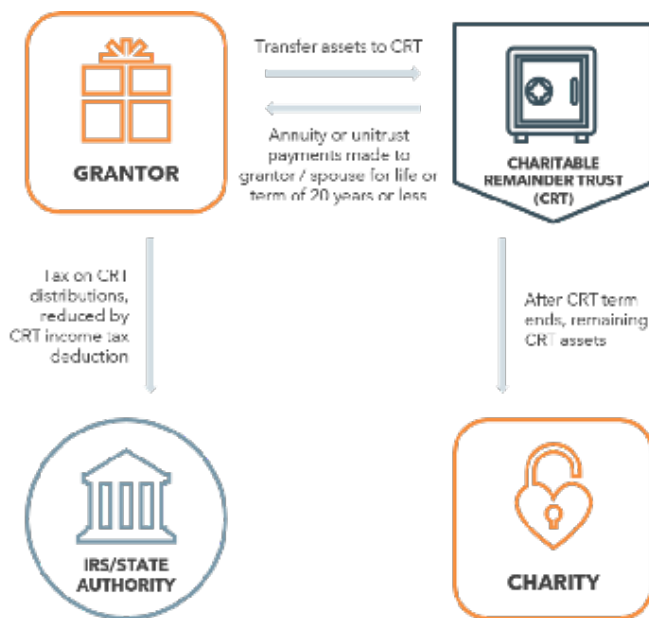 Transfer assets to CRT
Annuity or unitrust
payments made to
grantor / spouse for life or
term of 20 years or less
GRANTOR
CHARITABLE
REMAINDER TRUST
(CRT)
Tax on CRT
distributions,
reduced by
CRT income tax
deduction
After CRT term
ends, remaining
CRT assets
IRS/STATE
AUTHORITY
CHARITY